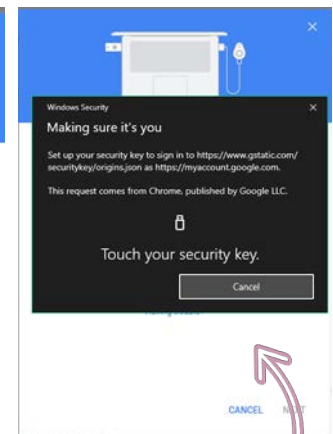 Windows Security
Making sure it's you
Set up your security key to sign in to https://www.gstatic.com/
securitykey/origins.json as https://myaccount.google.com.
This request comes from Chrome, published by Google LLC.
Touch your security key.
Cancel
CANCEL